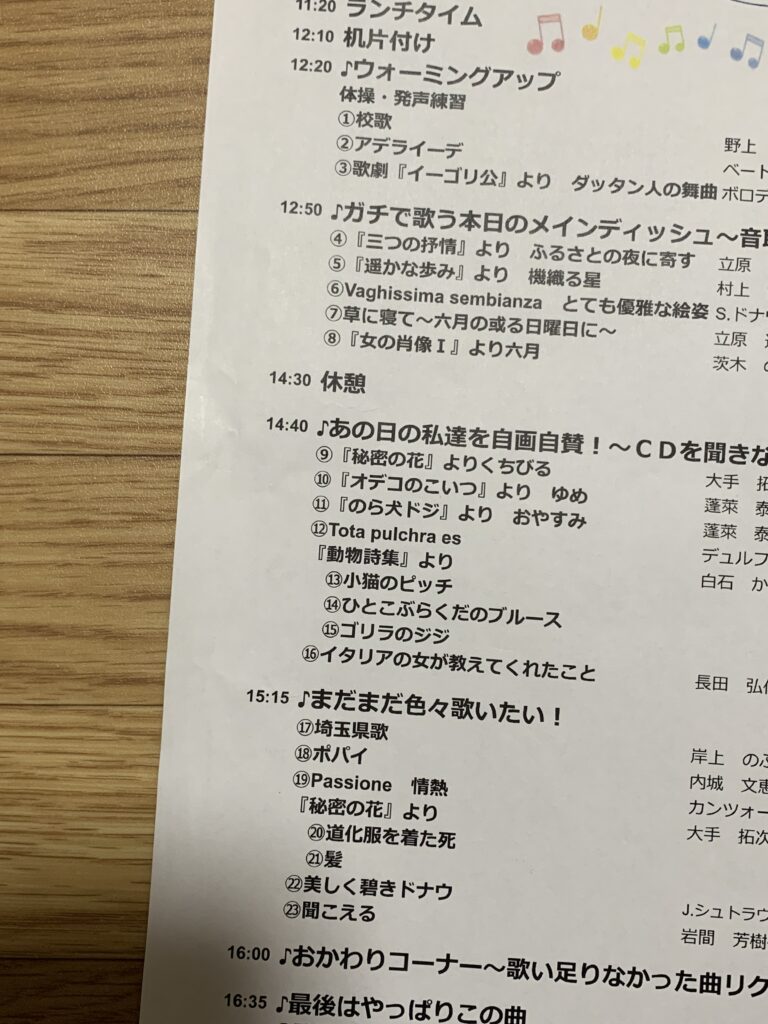 11:20 ランチタイム
12:10 机片付け
12:20 ♪ウォーミングアップ
体操・発声練習
①校歌 野上
②アデライーデ ベート
③歌劇『イーゴリ公』より ダッタン人の舞曲 ボロデ
12:50 ♪ガチで歌う本日のメインディッシュ～音取
④『三つの抒情』より ふるさとの夜に寄す 立原
⑤『遥かな歩み』より 機織る星 村上
⑥Vaghissima sembianza とても優雅な絵姿 S.ドナウ
⑦草に寝て～六月の或る日曜日に～ 立原
⑧『女の肖像Ⅰ』より六月 茨木 の
14:30 休憩
14:40 ♪あの日の私達を自画自賛！～ＣＤを聞きな
⑨『秘密の花』よりくちびる 大手 拓
⑩『オデコのこいつ』より ゆめ 蓬萊 泰
⑪『のら犬ドジ』より おやすみ 蓬萊 泰
⑫Tota pulchra es デュルフ
『動物詩集』より 白石 か
⑬小猫のピッチ
⑭ひとこぶらくだのブルース
⑮ゴリラのジジ
⑯イタリアの女が教えてくれたこと 長田 弘
15:15 ♪まだまだ色々歌いたい！
⑰埼玉県歌 岸上 のぶ
⑱ポパイ 内城 文恵
⑲Passione 情熱 カンツォー
『秘密の花』より 大手 拓次
⑳道化服を着た死
㉑髪
㉒美しく碧きドナウ J.シュトラウ
㉓聞こえる 岩間 芳樹
16:00 ♪おかわりコーナー～歌い足りなかった曲リク
16:35 ♪最後はやっぱりこの曲